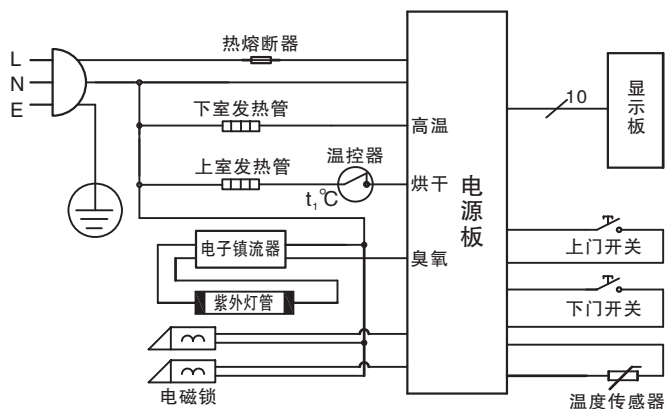 L
N
E
热熔断器
下室发热管
高温
上室发热管
温控器
t₁℃
烘干
电子镇流器
臭氧
紫外灯管
电磁锁
电源板
10
显示板
上门开关
下门开关
温度传感器